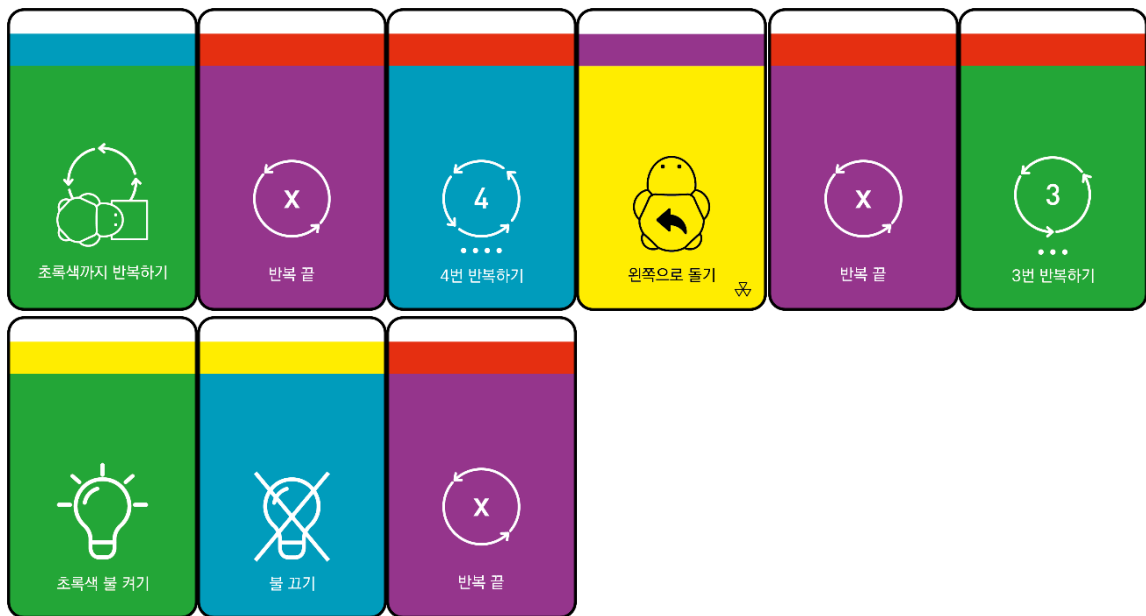 초록색까지 반복하기
X
반복 끝
4
4번 반복하기
왼쪽으로 돌기
X
반복 끝
3
3번 반복하기
초록색 불 켜기
불 끄기
X
반복 끝